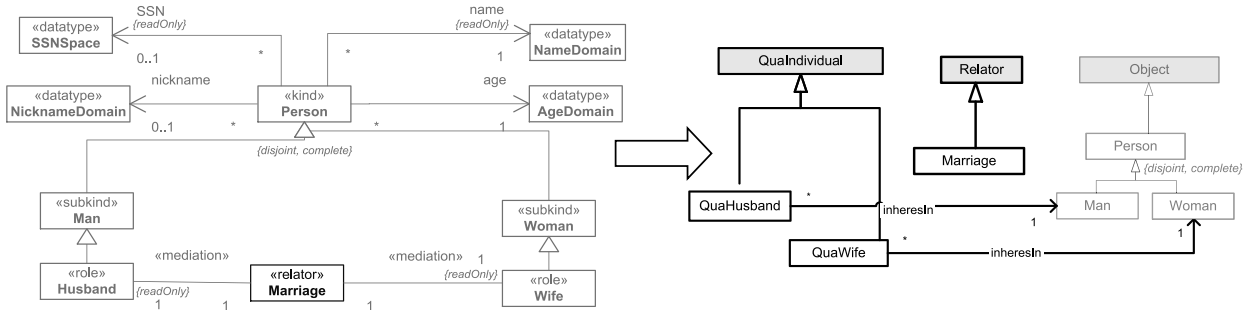 SSN
{readOnly}
name
{readOnly}
«datatype»
SSNSpace
0..1
*
*
1
«datatype»
NameDomain
nickname
age
«datatype»
NicknameDomain
«kind»
Person
«datatype»
AgeDomain
0..1
*
*
1
{disjoint, complete}
«subkind»
Man
«subkind»
Woman
«mediation»
«mediation»
1
{readOnly}
«role»
Husband
{readOnly}
1
1
«relator»
Marriage
1
«role»
Wife
QuaIndividual
Relator
Object
Person
{disjoint, complete}
Marriage
QuaHusband
*
inheresIn
1
Man
Woman
1
QuaWife
*
inheresIn